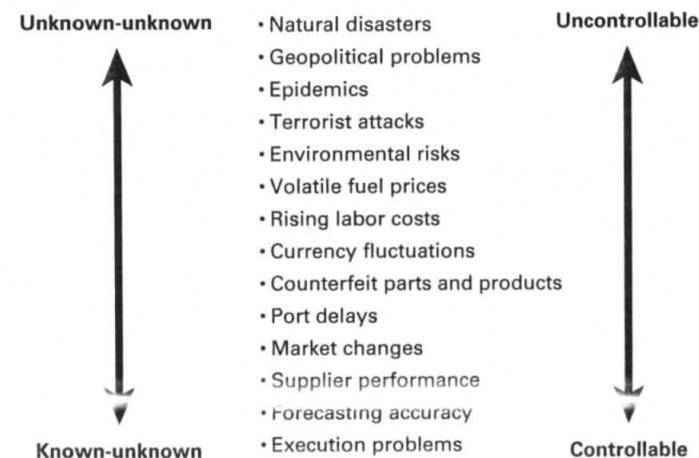 Unknown-unknown
• Natural disasters
Uncontrollable
• Geopolitical problems
• Epidemics
• Terrorist attacks
• Environmental risks
• Volatile fuel prices
• Rising labor costs
• Currency fluctuations
• Counterfeit parts and products
• Port delays
• Market changes
• Supplier performance
• Forecasting accuracy
Known-unknown
• Execution problems
Controllable